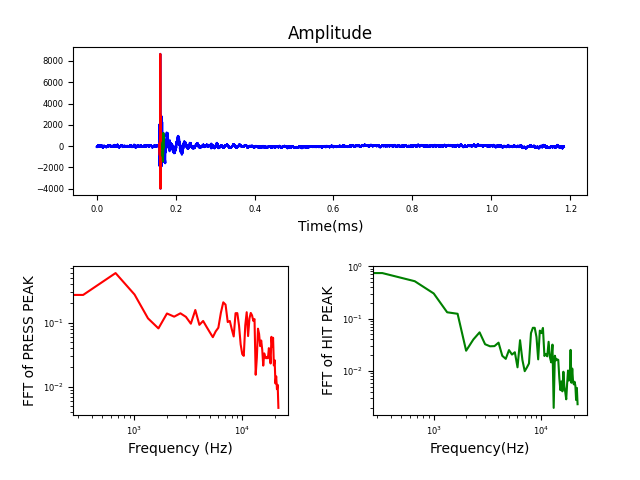 Amplitude
8000
6000
4000
2000
0
−2000
−4000
0.0 0.2 0.4 0.6 0.8 1.0 1.2
Time(ms)
FFT of PRESS PEAK
10⁻¹
10⁻²
10³ 10⁴
Frequency (Hz)
FFT of HIT PEAK
10⁰
10⁻¹
10⁻²
10³ 10⁴
Frequency(Hz)